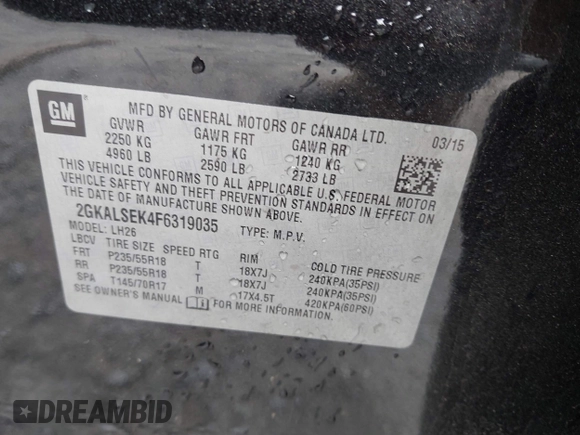 GM
MFD BY GENERAL MOTORS OF CANADA LTD.
GVWR GAWR FRT GAWR RR 03/15
2250 KG 1175 KG 1240 KG
4960 LB 2590 LB 2733 LB
THIS VEHICLE CONFORMS TO ALL APPLICABLE U.S. FEDERAL MOTOR
VEHICLE SAFETY AND THEFT PREVENTION STANDARDS IN EFFECT ON
THE DATE OF MANUFACTURE SHOWN ABOVE.
2GKALSEK4F6319035 TYPE: M.P.V.
MODEL: LH26
LBCV TIRE SIZE SPEED RTG RIM COLD TIRE PRESSURE
FRT P235/55R18 T 18X7J 240KPA(35PSI)
RR P235/55R18 T 18X7J 240KPA(35PSI)
SPA T145/70R17 M 17X4.5T 420KPA(60PSI)
SEE OWNER'S MANUAL FOR MORE INFORMATION.
DREAMBID